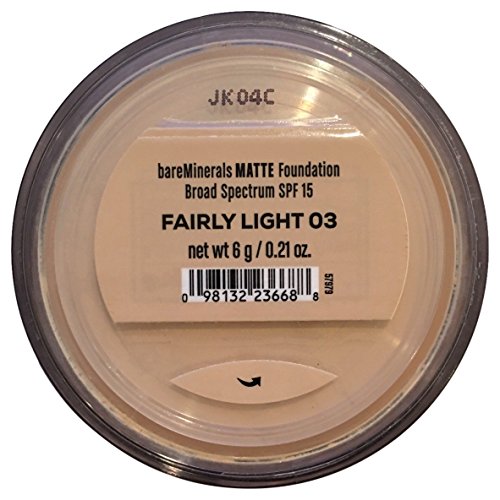 JK04C
bareMinerals MATTE Foundation
Broad Spectrum SPF 15
FAIRLY LIGHT 03
net wt 6 g / 0.21 oz.
57979
0 98132 23668 8